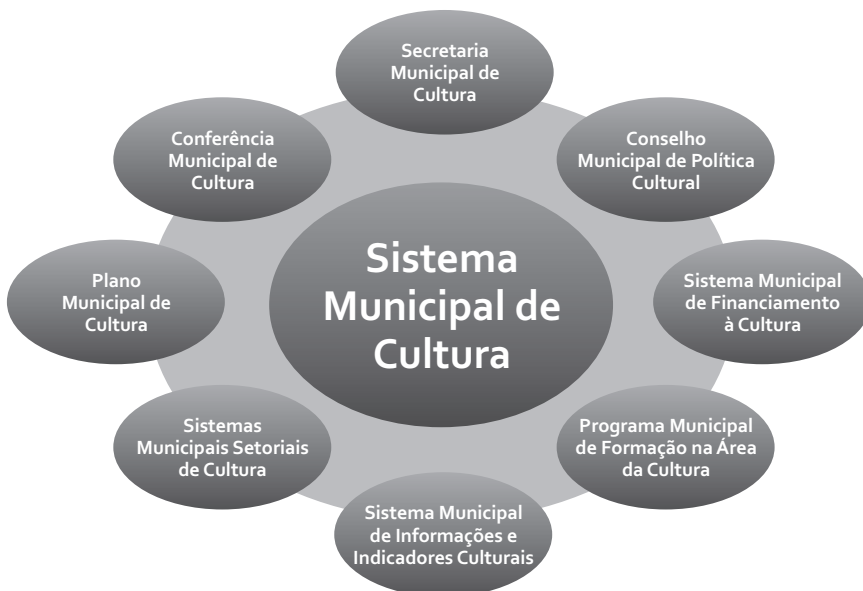 Secretaria
Municipal de
Cultura
Conferência
Municipal de
Cultura
Conselho
Municipal de Política
Cultural
Sistema
Municipal de
Cultura
Plano
Municipal de
Cultura
Sistema Municipal
de Financiamento
à Cultura
Sistemas
Municipais Setoriais
de Cultura
Programa Municipal
de Formação na Área
da Cultura
Sistema Municipal
de Informações e
Indicadores Culturais